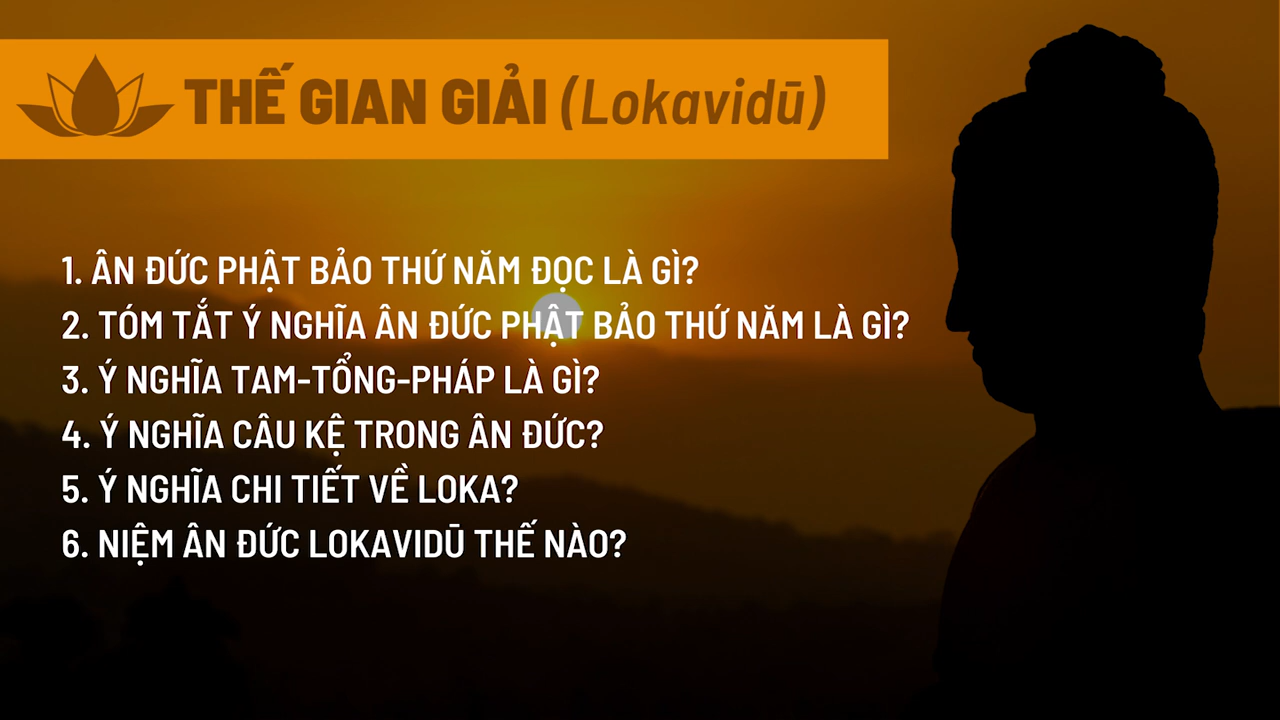 THẾ GIAN GIẢI (Lokavidū)
1. ÂN ĐỨC PHẬT BẢO THỨ NĂM ĐỌC LÀ GÌ?
2. TÓM TẮT Ý NGHĨA ÂN ĐỨC PHẬT BẢO THỨ NĂM LÀ GÌ?
3. Ý NGHĨA TAM-TỔNG-PHÁP LÀ GÌ?
4. Ý NGHĨA CÂU KỆ TRONG ÂN ĐỨC?
5. Ý NGHĨA CHI TIẾT VỀ LOKA?
6. NIỆM ÂN ĐỨC LOKAVIDŪ THẾ NÀO?